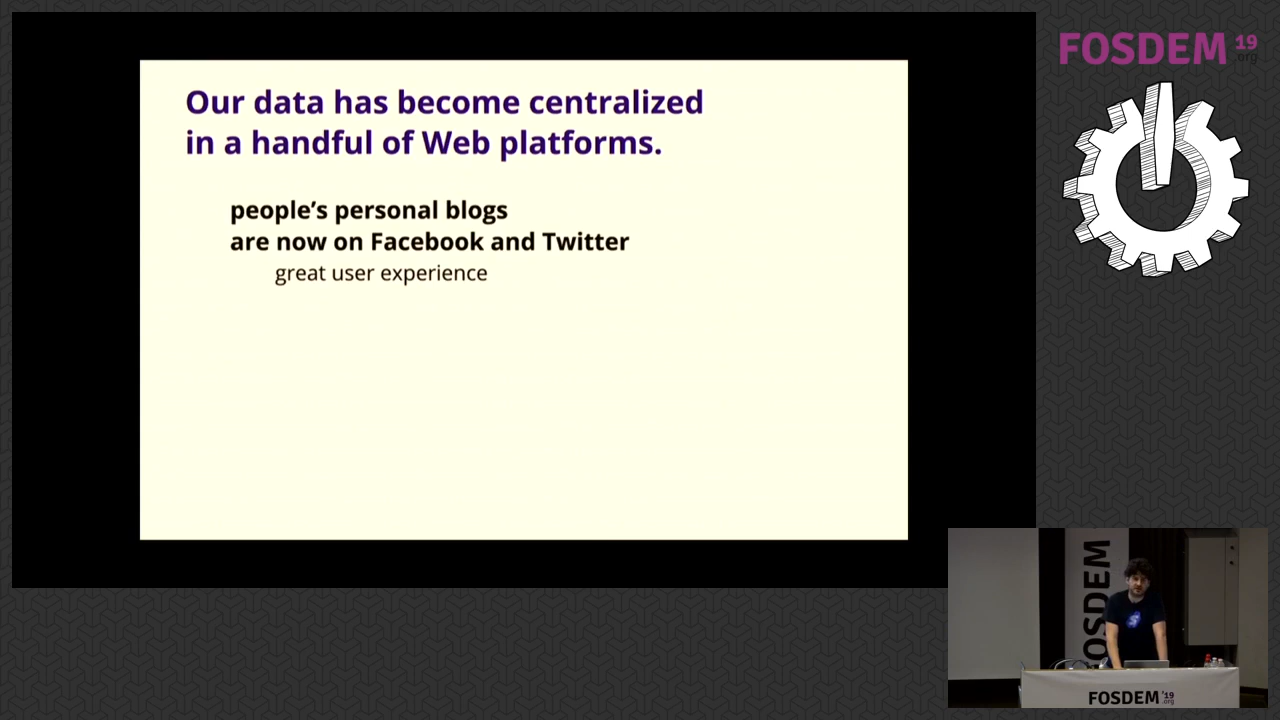 Our data has become centralized
in a handful of Web platforms.
people’s personal blogs
are now on Facebook and Twitter
great user experience
FOSDEM '19
.org
FOSDEM
FOSDEM '19
.org